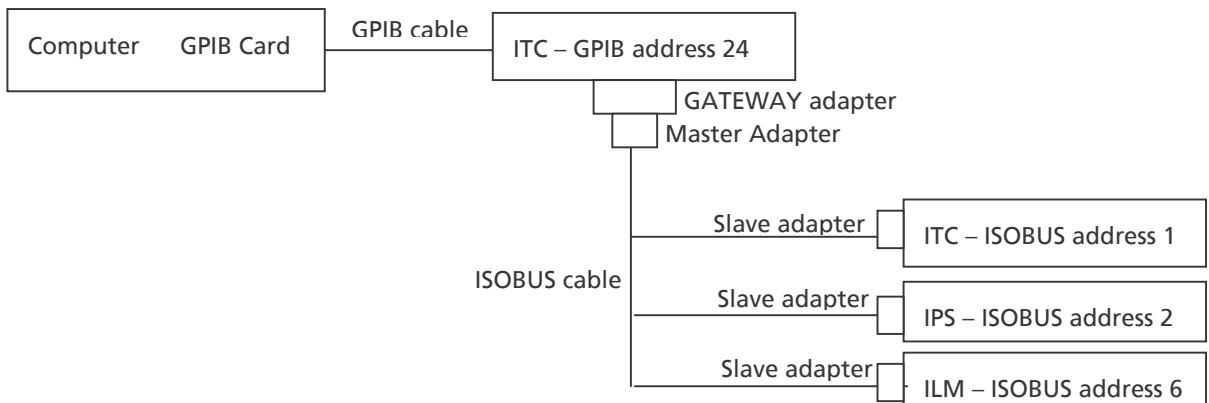 Computer GPIB Card
GPIB cable
ITC – GPIB address 24
GATEWAY adapter
Master Adapter
Slave adapter
ITC – ISOBUS address 1
ISOBUS cable
Slave adapter
IPS – ISOBUS address 2
Slave adapter
ILM – ISOBUS address 6